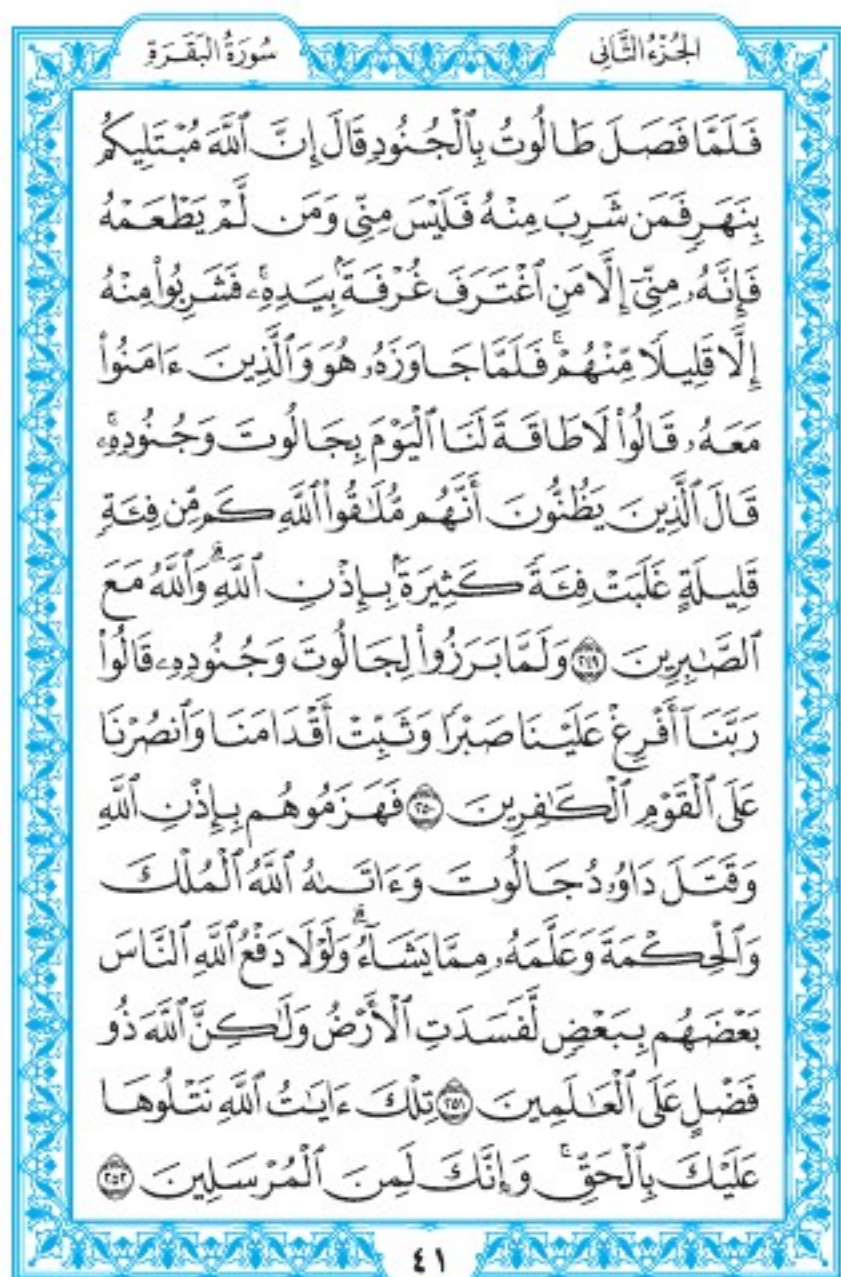 الجُزْءُ الثَّانِي
سُورَةُ البَقَرَةِ
فَلَمَّا فَصَلَ طَالُوتُ بِٱلْجُنُودِ قَالَ إِنَّ ٱللَّهَ مُبْتَلِيكُم
بِنَهَرٍ فَمَن شَرِبَ مِنْهُ فَلَيْسَ مِنِّي وَمَن لَّمْ يَطْعَمْهُ
فَإِنَّهُۥ مِنِّيٓ إِلَّا مَنِ ٱغْتَرَفَ غُرْفَةَۢ بِيَدِهِۦۚ فَشَرِبُوا۟ مِنْهُ
إِلَّا قَلِيلًا مِّنْهُمْۚ فَلَمَّا جَاوَزَهُۥ هُوَ وَٱلَّذِينَ ءَامَنُوا۟
مَعَهُۥ قَالُوا۟ لَا طَاقَةَ لَنَا ٱلْيَوْمَ بِجَالُوتَ وَجُنُودِهِۦۚ
قَالَ ٱلَّذِينَ يَظُنُّونَ أَنَّهُم مُّلَٰقُوا۟ ٱللَّهِ كَم مِّن فِئَةٍ
قَلِيلَةٍ غَلَبَتْ فِئَةً كَثِيرَةَۢ بِإِذْنِ ٱللَّهِۗ وَٱللَّهُ مَعَ
ٱلصَّٰبِرِينَ ٢٤٩ وَلَمَّا بَرَزُوا۟ لِجَالُوتَ وَجُنُودِهِۦ قَالُوا۟
رَبَّنَآ أَفْرِغْ عَلَيْنَا صَبْرًا وَثَبِّتْ أَقْدَامَنَا وَٱنصُرْنَا
عَلَى ٱلْقَوْمِ ٱلْكَٰفِرِينَ ٢٥٠ فَهَزَمُوهُم بِإِذْنِ ٱللَّهِ
وَقَتَلَ دَاوُۥدُ جَالُوتَ وَءَاتَىٰهُ ٱللَّهُ ٱلْمُلْكَ
وَٱلْحِكْمَةَ وَعَلَّمَهُۥ مِمَّا يَشَآءُۗ وَلَوْلَا دَفْعُ ٱللَّهِ ٱلنَّاسَ
بَعْضَهُم بِبَعْضٍ لَّفَسَدَتِ ٱلْأَرْضُ وَلَٰكِنَّ ٱللَّهَ ذُو
فَضْلٍ عَلَى ٱلْعَٰلَمِينَ ٢٥١ تِلْكَ ءَايَٰتُ ٱللَّهِ نَتْلُوهَا
عَلَيْكَ بِٱلْحَقِّۚ وَإِنَّكَ لَمِنَ ٱلْمُرْسَلِينَ ٢٥٢
٤١